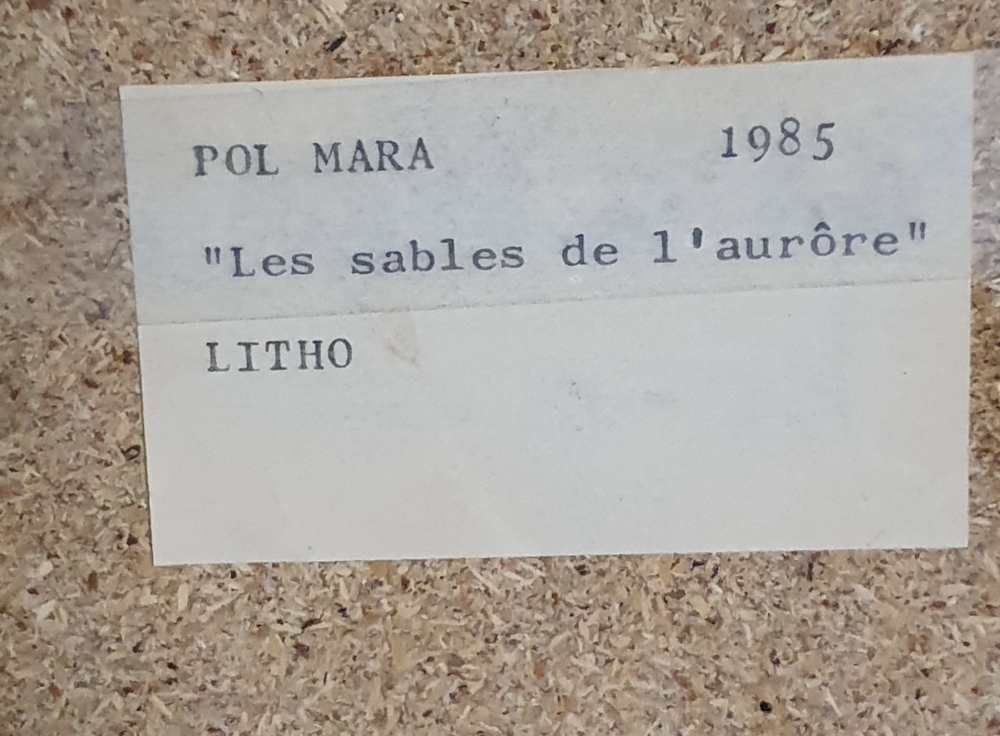 POL MARA 1985
"Les sables de l'aurôre"
LITHO